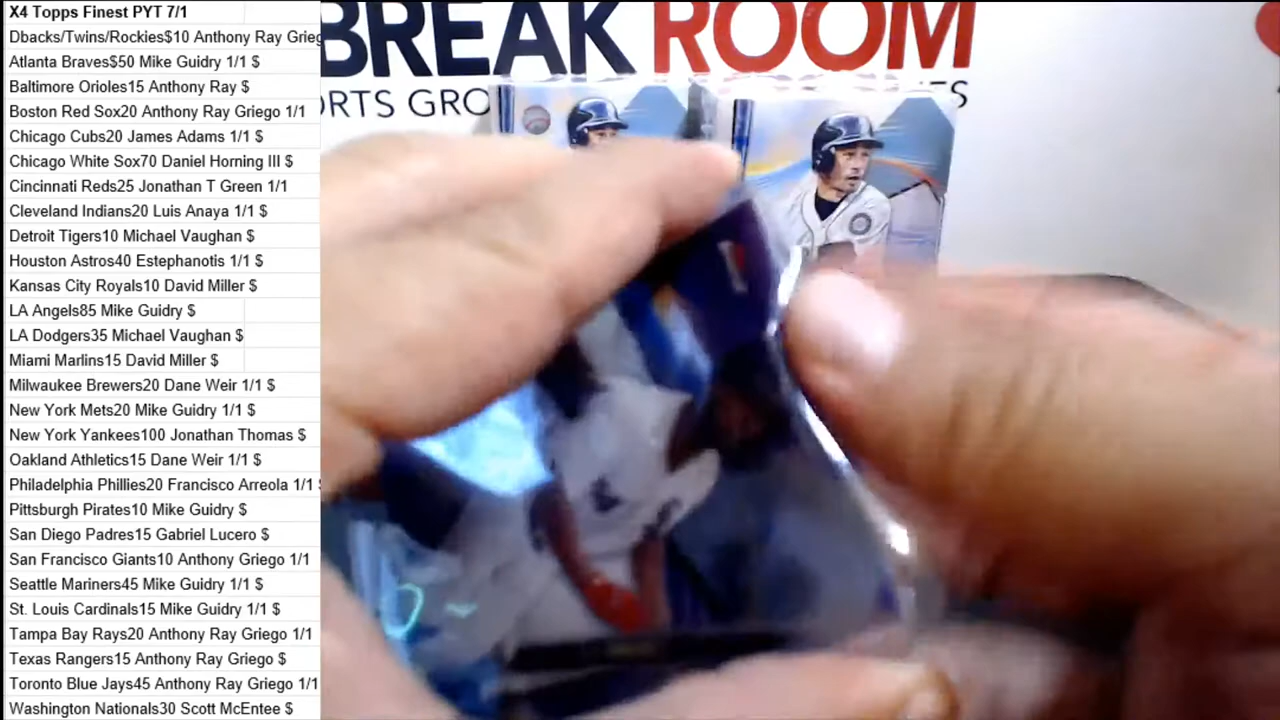 X4 Topps Finest PYT 7/1
Dbacks/Twins/Rockies$10 Anthony Ray Grieg
Atlanta Braves$50 Mike Guidry 1/1 $
Baltimore Orioles15 Anthony Ray $
Boston Red Sox20 Anthony Ray Griego 1/1
Chicago Cubs20 James Adams 1/1 $
Chicago White Sox70 Daniel Horning III $
Cincinnati Reds25 Jonathan T Green 1/1
Cleveland Indians20 Luis Anaya 1/1 $
Detroit Tigers10 Michael Vaughan $
Houston Astros40 Estephanotis 1/1 $
Kansas City Royals10 David Miller $
LA Angels85 Mike Guidry $
LA Dodgers35 Michael Vaughan $
Miami Marlins15 David Miller $
Milwaukee Brewers20 Dane Weir 1/1 $
New York Mets20 Mike Guidry 1/1 $
New York Yankees100 Jonathan Thomas $
Oakland Athletics15 Dane Weir 1/1 $
Philadelphia Phillies20 Francisco Arreola 1/1 $
Pittsburgh Pirates10 Mike Guidry $
San Diego Padres15 Gabriel Lucero $
San Francisco Giants10 Anthony Griego 1/1
Seattle Mariners45 Mike Guidry 1/1 $
St. Louis Cardinals15 Mike Guidry 1/1 $
Tampa Bay Rays20 Anthony Ray Griego 1/1
Texas Rangers15 Anthony Ray Griego $
Toronto Blue Jays45 Anthony Ray Griego 1/1
Washington Nationals30 Scott McEntee $
BREAK ROOM
ORTS GRO